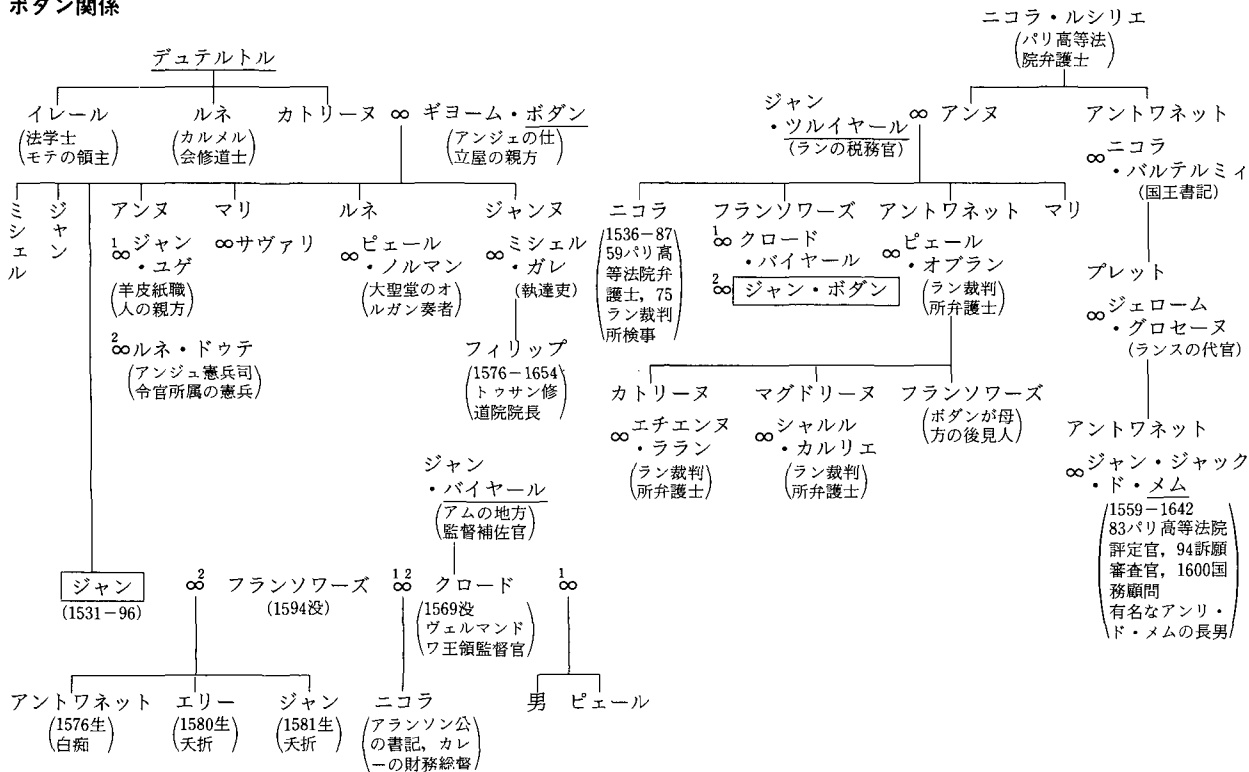 ボダン関係
ニコラ・ルシリエ
(パリ高等法
院弁護士)
デュテルトル
イレール
(法学士
モテの領主)
ルネ
(カルメル
会修道士)
カトリーヌ ∞ ギヨーム・ボダン
(アンジェの仕
立屋の親方)
ジャン
・ツルイヤール
(ランの税務官)
∞ アンヌ
アントワネット
∞ニコラ
・バルテルミィ
(国王書記)
ミシェル
ジャン
アンヌ
1∞ジャン
・ユゲ
(羊皮紙職
人の親方)
2∞ルネ・ドゥテ
(アンジュ憲兵司
令官所属の憲兵)
マリ
∞サヴァリ
ルネ
∞ピェール
・ノルマン
(大聖堂のオ
ルガン奏者)
ジャンヌ
∞ミシェル
・ガレ
(執達吏)
フィリップ
(1576-1654
トゥサン修
道院院長)
ニコラ
(1536-87
59パリ高
等法院弁
護士，75
ラン裁判
所検事)
フランソワーズ
1∞クロード
・バイヤール
2∞ジャン・ボダン
アントワネット
∞ピェール
・オブラン
(ラン裁判
所弁護士)
マリ
プレット
∞ジェローム
・グロセーヌ
(ランスの代官)
カトリーヌ
∞エチエンヌ
・ララン
(ラン裁判
所弁護士)
マグドリーヌ
∞シャルル
・カルリエ
(ラン裁判
所弁護士)
フランソワーズ
(ボダンが母
方の後見人)
アントワネット
∞ジャン・ジャック
・ド・メム
(1559-1642
83パリ高等法院
評定官，94訴願
審査官，1600国
務顧問
有名なアンリ・
ド・メムの長男)
ジャン
・バイヤール
(アムの地方
監督補佐官)
ジャン
(1531-96)
∞2
フランソワーズ
(1594没)
1∞2
クロード
(1569没
ヴェルマンド
ワ王領監督官)
1∞
アントワネット
(1576生
白痴)
エリー
(1580生
夭折)
ジャン
(1581生
夭折)
ニコラ
(アランソン公
の書記，カレ
ーの財務総督)
男 ピェール